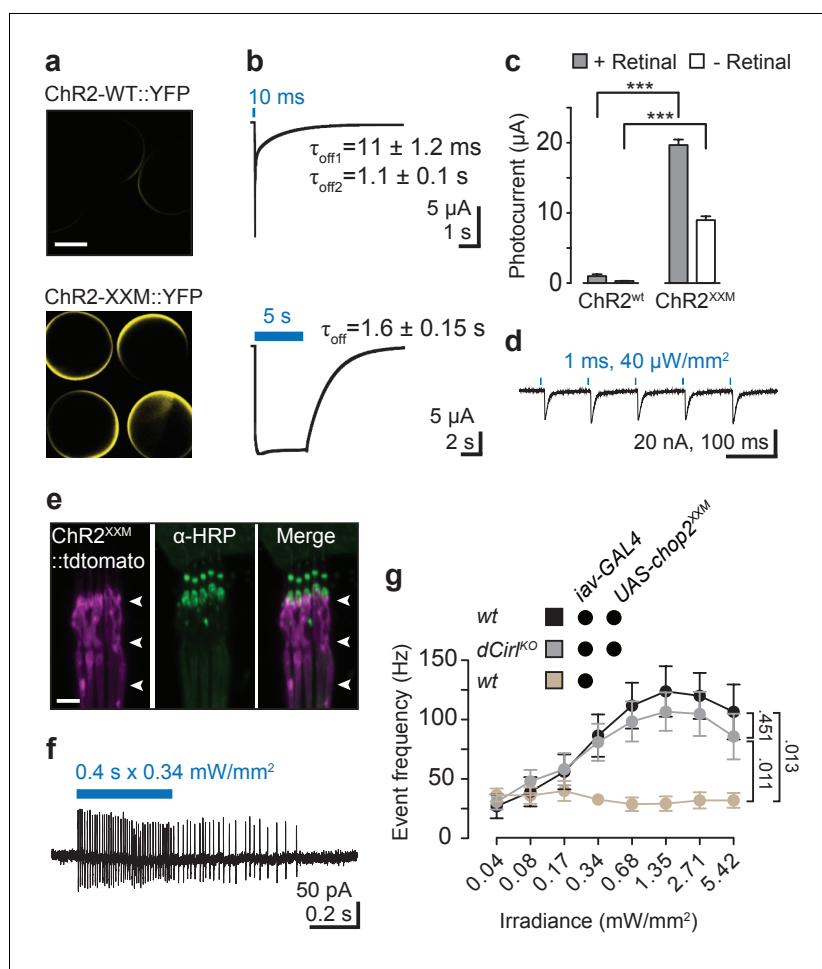 a
ChR2-WT::YFP
ChR2-XXM::YFP
b
10 ms
τoff1=11 ± 1.2 ms
τoff2=1.1 ± 0.1 s
5 µA
1 s
5 s
τoff=1.6 ± 0.15 s
5 µA
2 s
c
+ Retinal - Retinal
***
***
Photocurrent (µA)
20
10
0
ChR2wt ChR2XXM
d
1 ms, 40 µW/mm²
20 nA, 100 ms
e
ChR2XXM
::tdtomato
α-HRP
Merge
f
0.4 s x 0.34 mW/mm²
50 pA
0.2 s
g
iav-GAL4
UAS-chop2XXM
wt
dCirlKO
wt
Event frequency (Hz)
150
100
50
0
.451
.011
.013
0.04 0.08 0.17 0.34 0.68 1.35 2.71 5.42
Irradiance (mW/mm²)